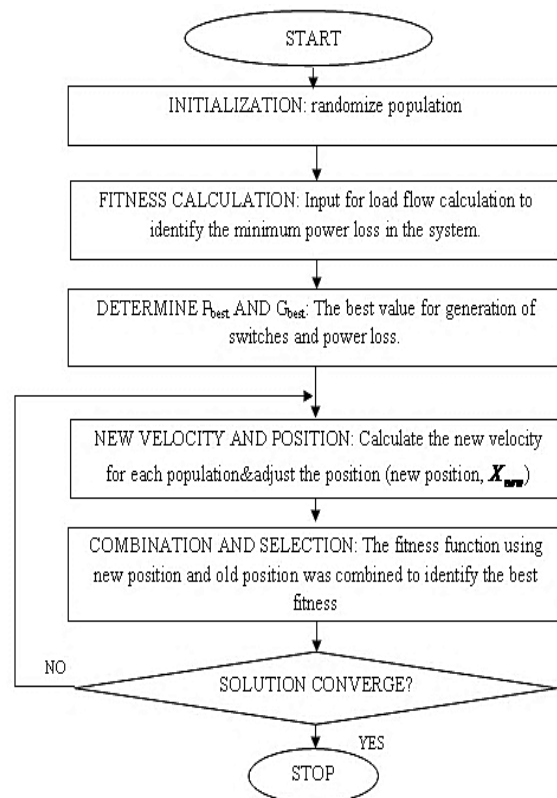 START
INITIALIZATION: randomize population
FITNESS CALCULATION: Input for load flow calculation to
identify the minimum power loss in the system.
DETERMINE Pbest AND Gbest: The best value for generation of
switches and power loss.
NEW VELOCITY AND POSITION: Calculate the new velocity
for each population&adjust the position (new position, Xnew)
COMBINATION AND SELECTION: The fitness function using
new position and old position was combined to identify the best
fitness
NO
SOLUTION CONVERGE?
YES
STOP